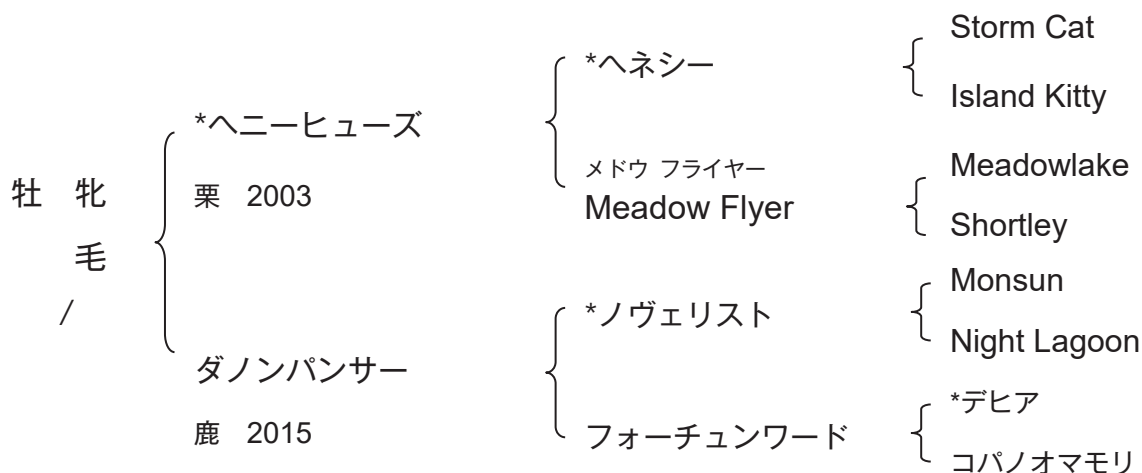 牡 牝
毛
/
*ヘニーヒューズ
栗 2003
ダノンパンサー
鹿 2015
*ヘネシー
メドウ フライヤー
Meadow Flyer
*ノヴェリスト
フォーチュンワード
Storm Cat
Island Kitty
Meadowlake
Shortley
Monsun
Night Lagoon
*デヒア
コパノオマモリ